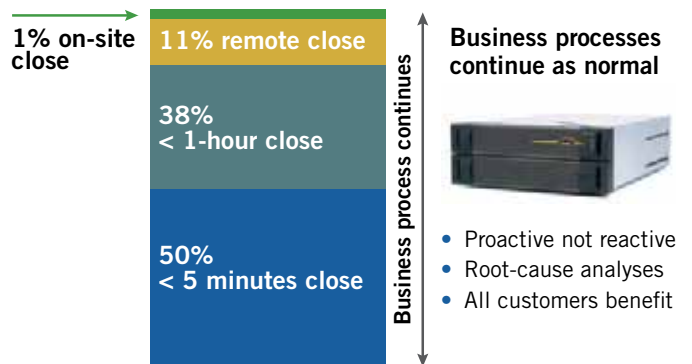 1% on-site
close
11% remote close
38%
< 1-hour close
50%
< 5 minutes close
Business process continues
Business processes
continue as normal
• Proactive not reactive
• Root-cause analyses
• All customers benefit